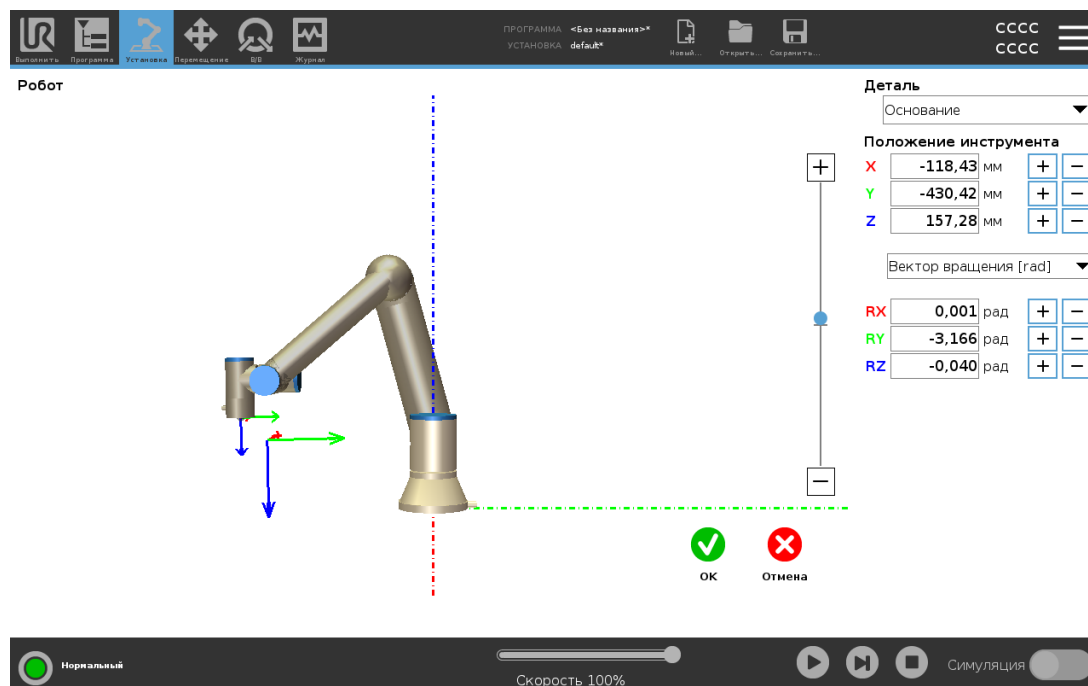 UR
Выполнить
Программа
Установка
Перемещение
В/В
Журнал
ПРОГРАММА <Без названия>*
УСТАНОВКА default*
Новый...
Открыть...
Сохранить...
CCCC
CCCC
Робот
Деталь
Основание
Положение инструмента
X -118,43 мм + −
Y -430,42 мм + −
Z 157,28 мм + −
Вектор вращения [rad]
RX 0,001 рад + −
RY -3,166 рад + −
RZ -0,040 рад + −
+
−
OK
Отмена
Нормальный
Скорость 100%
Симуляция